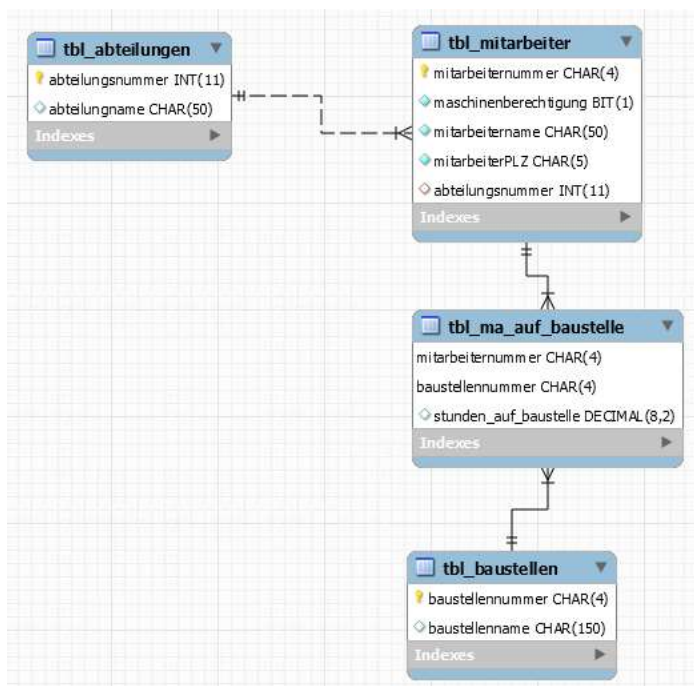 tbl_abteilungen
abteilungsnummer INT(11)
abteilungname CHAR(50)
Indexes
tbl_mitarbeiter
mitarbeiternummer CHAR(4)
maschinenberechtigung BIT(1)
mitarbeitername CHAR(50)
mitarbeiterPLZ CHAR(5)
abteilungsnummer INT(11)
Indexes
tbl_ma_auf_baustelle
mitarbeiternummer CHAR(4)
baustellennummer CHAR(4)
stunden_auf_baustelle DECIMAL(8,2)
Indexes
tbl_baustellen
baustellennummer CHAR(4)
baustellenname CHAR(150)
Indexes